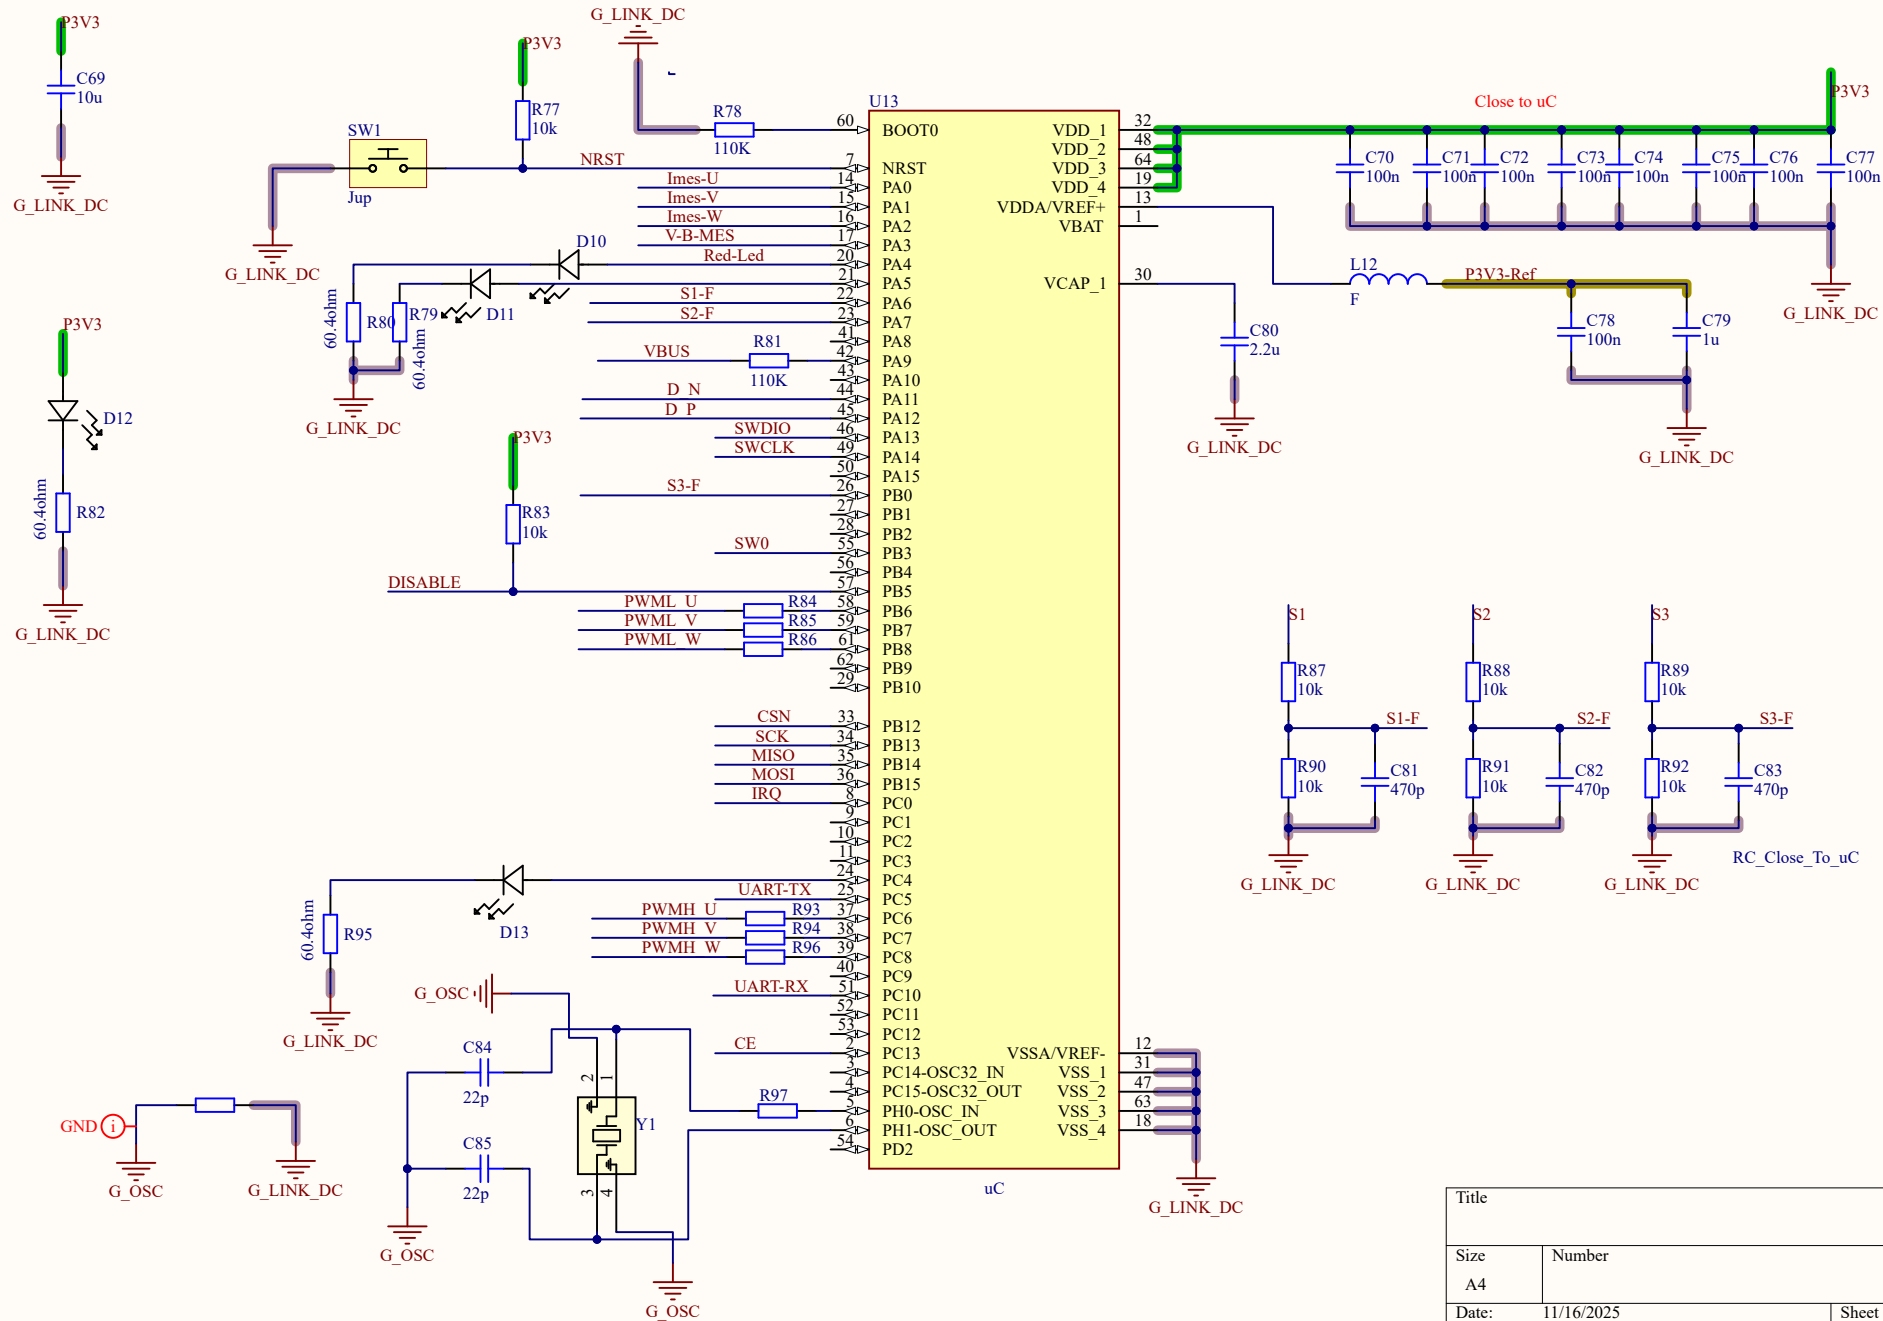 P3V3
C69
10u
G_LINK_DC
G_LINK_DC
P3V3
R77
10k
R78
110K
SW1
Jup
G_LINK_DC
NRST
Imes-U
Imes-V
Imes-W
V-B-MES
Red-Led
D10
D11
60.4ohm
R80
R79
60.4ohm
G_LINK_DC
S1-F
S2-F
VBUS
R81
110K
D_N
D_P
SWDIO
SWCLK
S3-F
P3V3
R83
10k
SW0
DISABLE
PWML_U
R84
PWML_V
R85
PWML_W
R86
P3V3
D12
60.4ohm
R82
G_LINK_DC
CSN
SCK
MISO
MOSI
IRQ
D13
60.4ohm
R95
G_LINK_DC
UART-TX
PWMH_U
R93
PWMH_V
R94
PWMH_W
R96
UART-RX
CE
G_OSC
C84
22p
C85
22p
G_OSC
2
1
3
4
Y1
R97
G_OSC
GND
i
G_OSC
G_LINK_DC
U13
60 BOOT0
7 NRST
14 PA0
15 PA1
16 PA2
17 PA3
20 PA4
21 PA5
22 PA6
23 PA7
41 PA8
42 PA9
43 PA10
44 PA11
45 PA12
46 PA13
49 PA14
50 PA15
26 PB0
27 PB1
28 PB2
55 PB3
56 PB4
57 PB5
58 PB6
59 PB7
61 PB8
62 PB9
29 PB10
33 PB12
34 PB13
35 PB14
36 PB15
8 PC0
9 PC1
10 PC2
11 PC3
24 PC4
25 PC5
37 PC6
38 PC7
39 PC8
40 PC9
51 PC10
52 PC11
53 PC12
2 PC13
3 PC14-OSC32_IN
4 PC15-OSC32_OUT
5 PH0-OSC_IN
6 PH1-OSC_OUT
54 PD2
VDD_1 32
VDD_2 48
VDD_3 64
VDD_4 19
VDDA/VREF+ 13
VBAT 1
VCAP_1 30
VSSA/VREF- 12
VSS_1 31
VSS_2 47
VSS_3 63
VSS_4 18
uC
G_LINK_DC
Close to uC
P3V3
C70
100n
C71
100n
C72
100n
C73
100n
C74
100n
C75
100n
C76
100n
C77
100n
G_LINK_DC
L12
F
P3V3-Ref
C78
100n
C79
1u
G_LINK_DC
C80
2.2u
G_LINK_DC
S1
R87
10k
S1-F
R90
10k
C81
470p
G_LINK_DC
S2
R88
10k
S2-F
R91
10k
C82
470p
G_LINK_DC
S3
R89
10k
S3-F
R92
10k
C83
470p
G_LINK_DC
RC_Close_To_uC
Title
Size
A4
Number
Date:
11/16/2025
Sheet